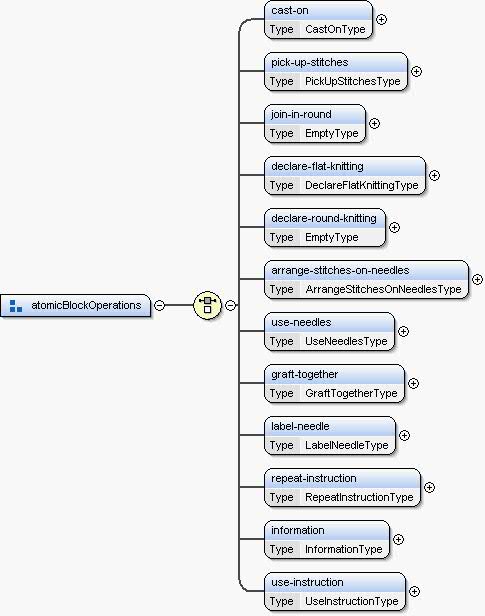 cast-on
Type CastOnType
pick-up-stitches
Type PickUpStitchesType
join-in-round
Type EmptyType
declare-flat-knitting
Type DeclareFlatKnittingType
declare-round-knitting
Type EmptyType
arrange-stitches-on-needles
Type ArrangeStitchesOnNeedlesType
atomicBlockOperations
use-needles
Type UseNeedlesType
graft-together
Type GraftTogetherType
label-needle
Type LabelNeedleType
repeat-instruction
Type RepeatInstructionType
information
Type InformationType
use-instruction
Type UseInstructionType